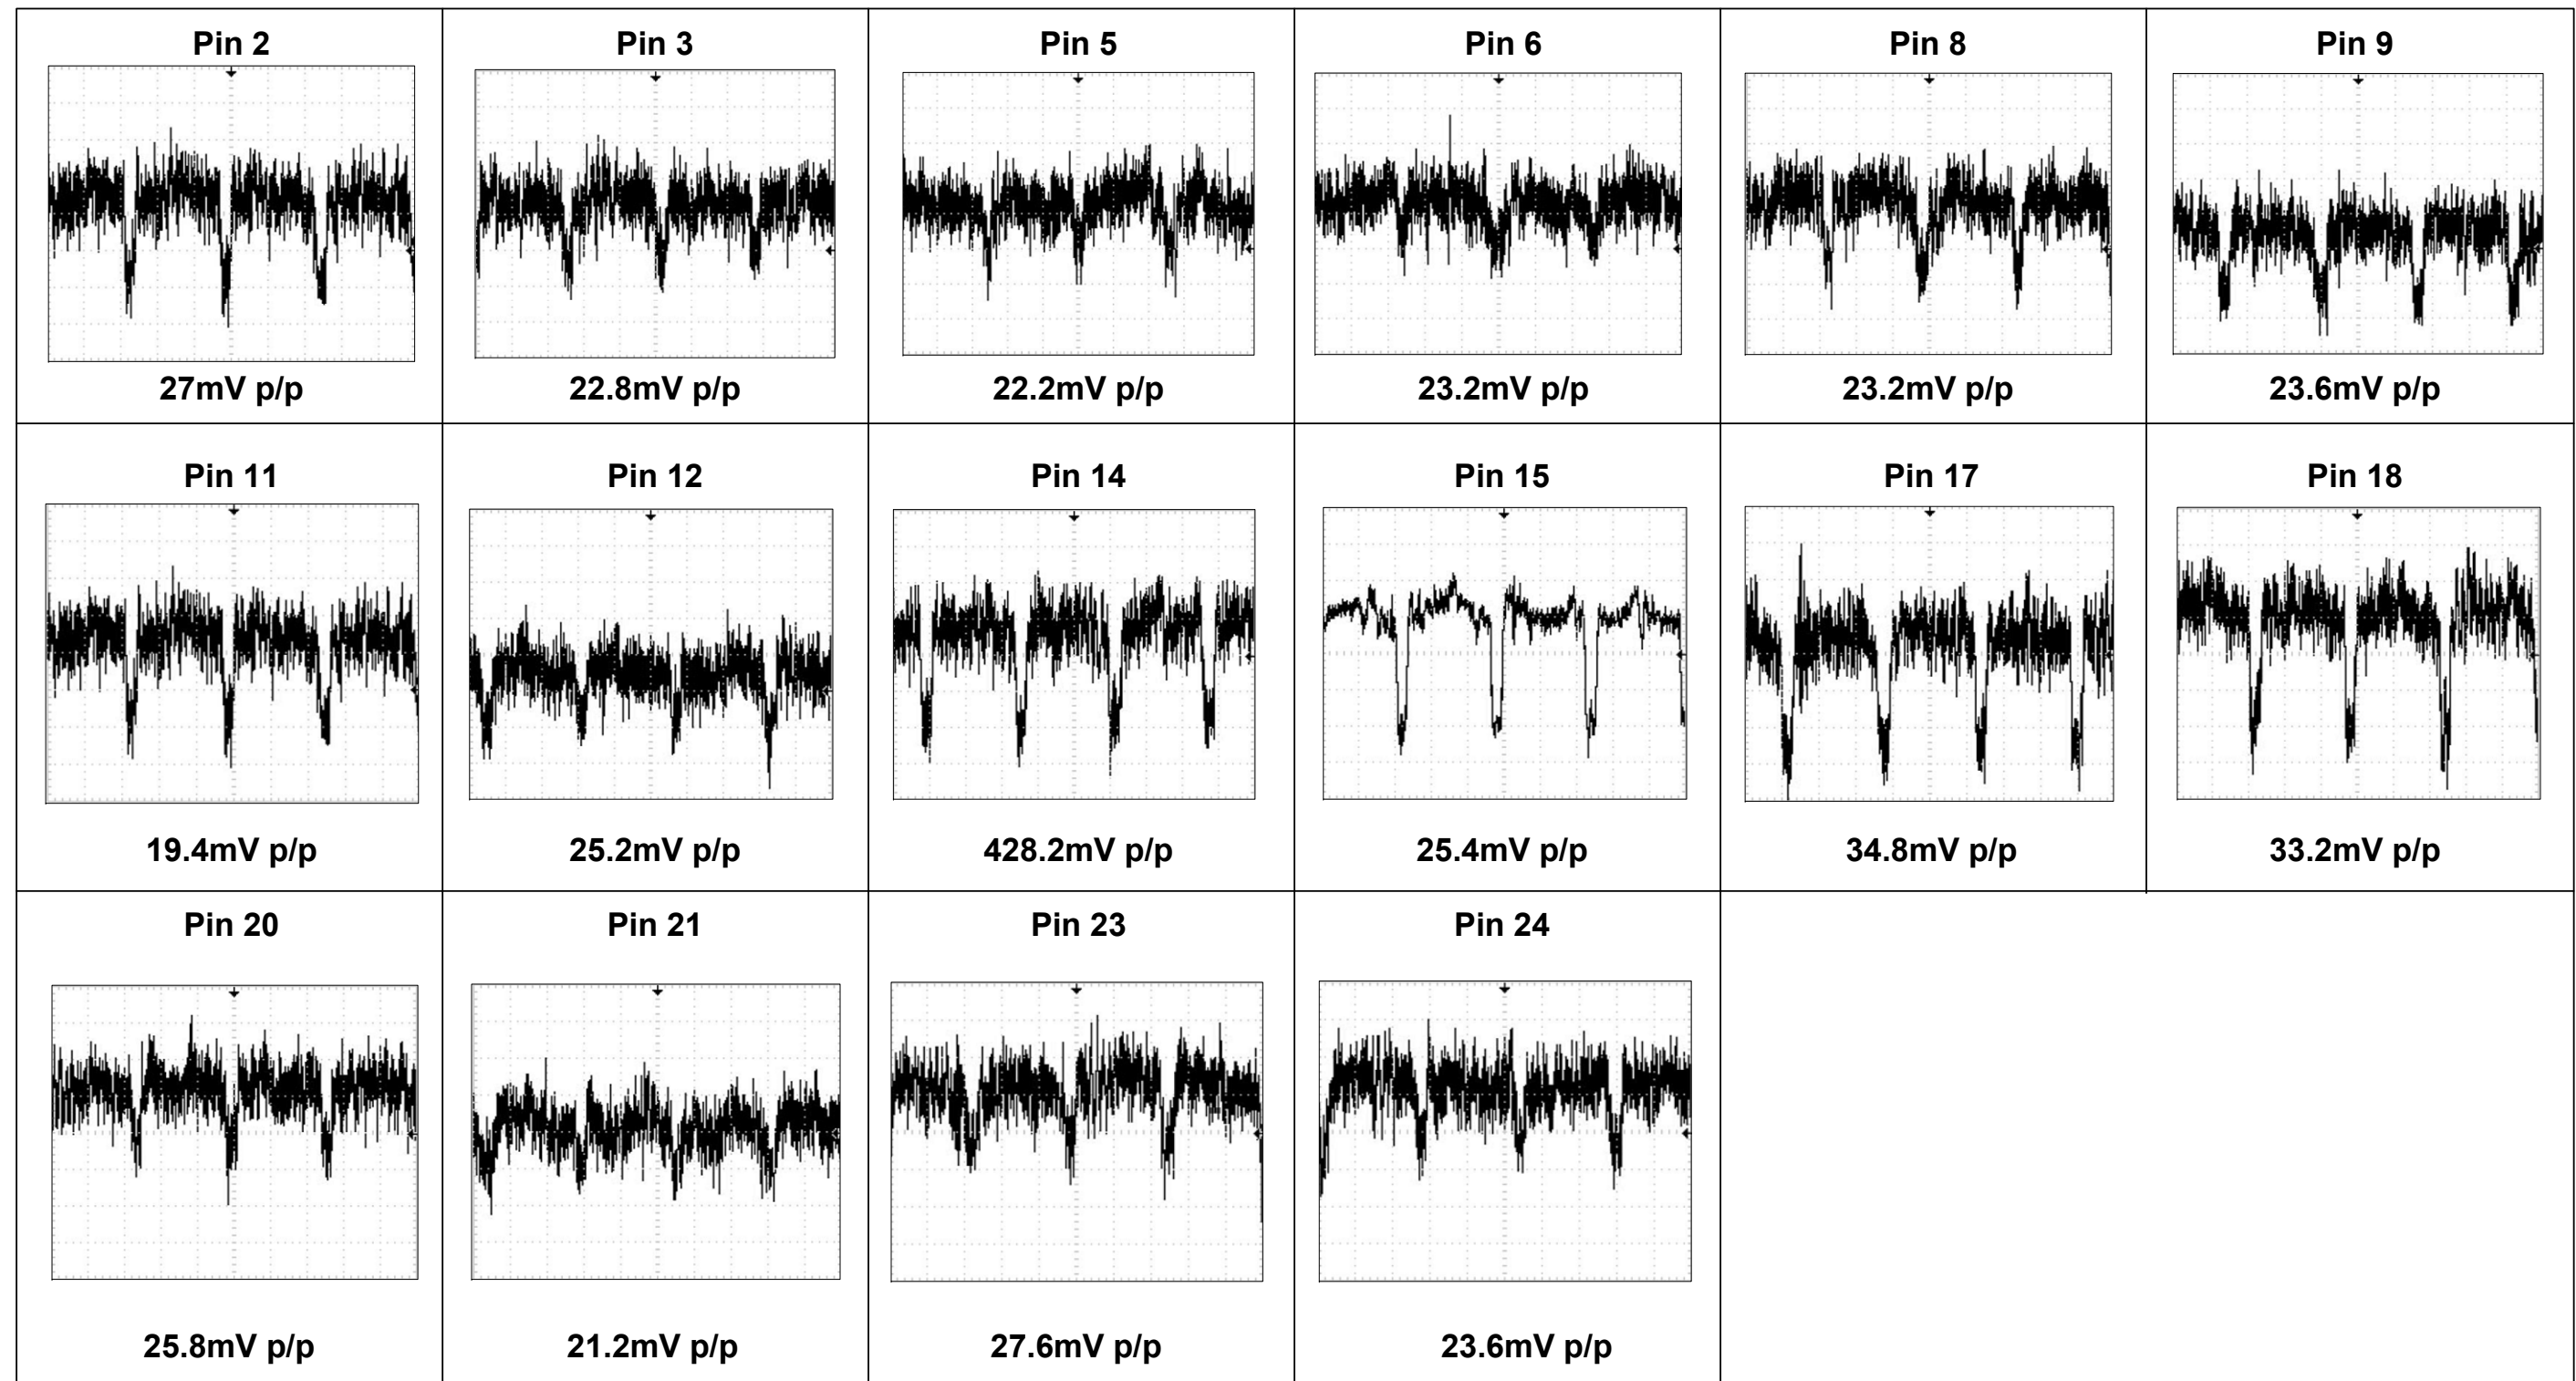 Pin 2
Pin 3
Pin 5
Pin 6
Pin 8
Pin 9
27mV p/p
22.8mV p/p
22.2mV p/p
23.2mV p/p
23.2mV p/p
23.6mV p/p
Pin 11
Pin 12
Pin 14
Pin 15
Pin 17
Pin 18
19.4mV p/p
25.2mV p/p
428.2mV p/p
25.4mV p/p
34.8mV p/p
33.2mV p/p
Pin 20
Pin 21
Pin 23
Pin 24
25.8mV p/p
21.2mV p/p
27.6mV p/p
23.6mV p/p